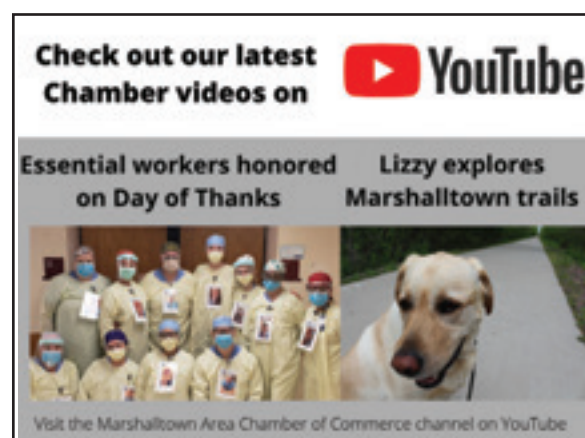 Check out our latest
Chamber videos on
YouTube
Essential workers honored
on Day of Thanks
Lizzy explores
Marshalltown trails
Visit the Marshalltown Area Chamber of Commerce channel on YouTube